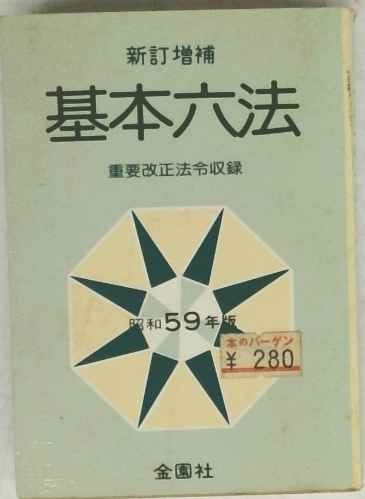 新訂増補
基本六法
重要改正法令収録
昭和59年版
本のバーゲン
¥ 280
金園社